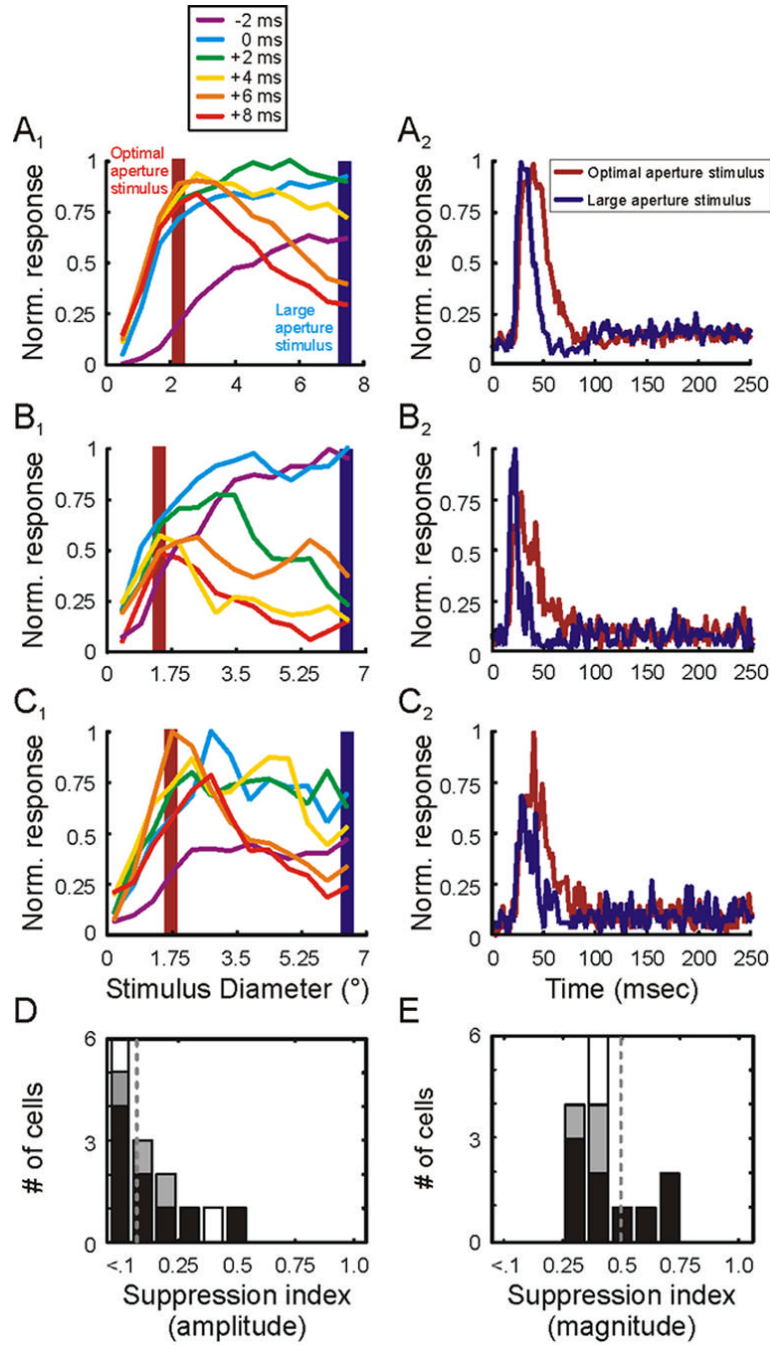 -2 ms
0 ms
+2 ms
+4 ms
+6 ms
+8 ms
A1
Norm. response
1
0.75
0.5
0.25
0
0 2 4 6 8
Optimal
aperture
stimulus
Large
aperture
stimulus
A2
Norm. response
1
0.75
0.5
0.25
0
0 50 100 150 200 250
Optimal aperture stimulus
Large aperture stimulus
B1
Norm. response
1
0.75
0.5
0.25
0
0 1.75 3.5 5.25 7
B2
Norm. response
1
0.75
0.5
0.25
0
0 50 100 150 200 250
C1
Norm. response
1
0.75
0.5
0.25
0
0 1.75 3.5 5.25 7
Stimulus Diameter (°)
C2
Norm. response
1
0.75
0.5
0.25
0
0 50 100 150 200 250
Time (msec)
D
# of cells
6
3
0
<.1 0.25 0.5 0.75 1.0
Suppression index
(amplitude)
E
# of cells
6
3
0
<.1 0.25 0.5 0.75 1.0
Suppression index
(magnitude)